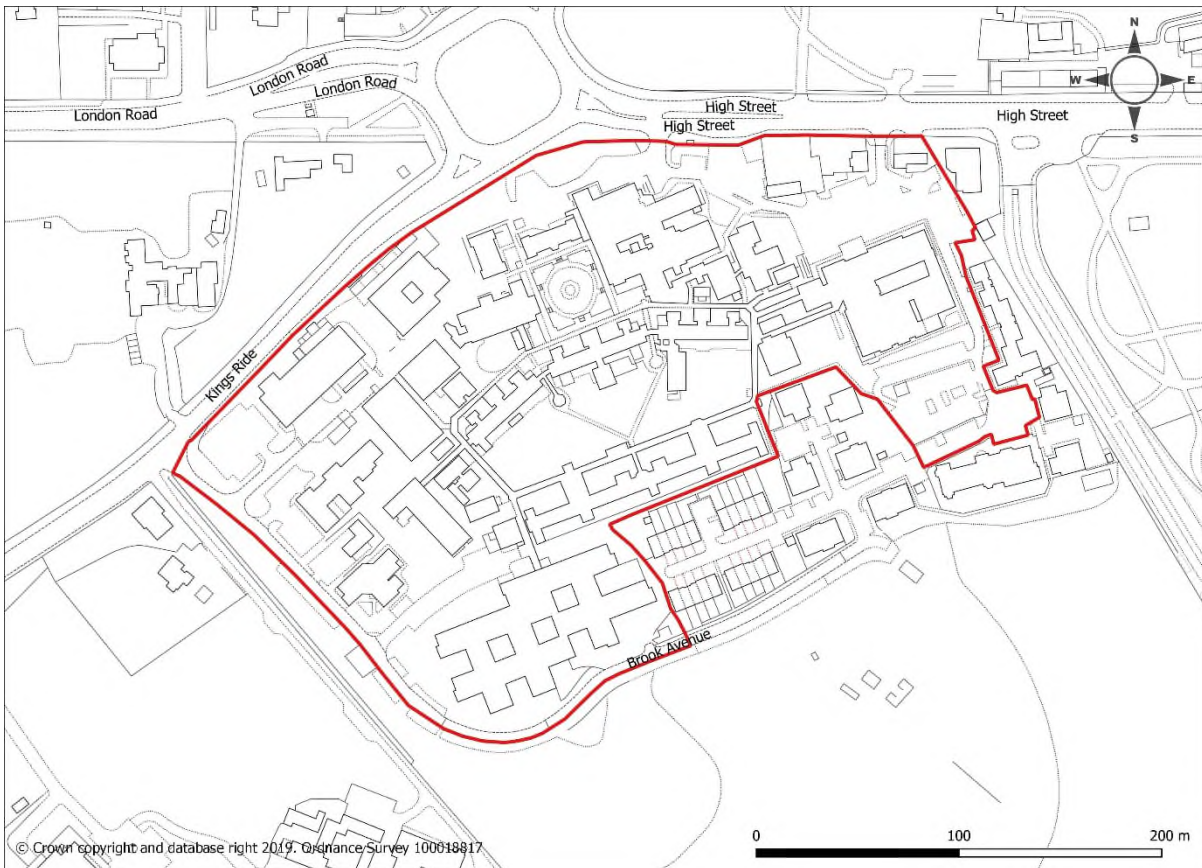 N
London Road
London Road
W
E
London Road
High Street
High Street
High Street
S
Kings Ride
Brook Avenue
0
100
200 m
© Crown copyright and database right 2019. Ordnance Survey 100018817